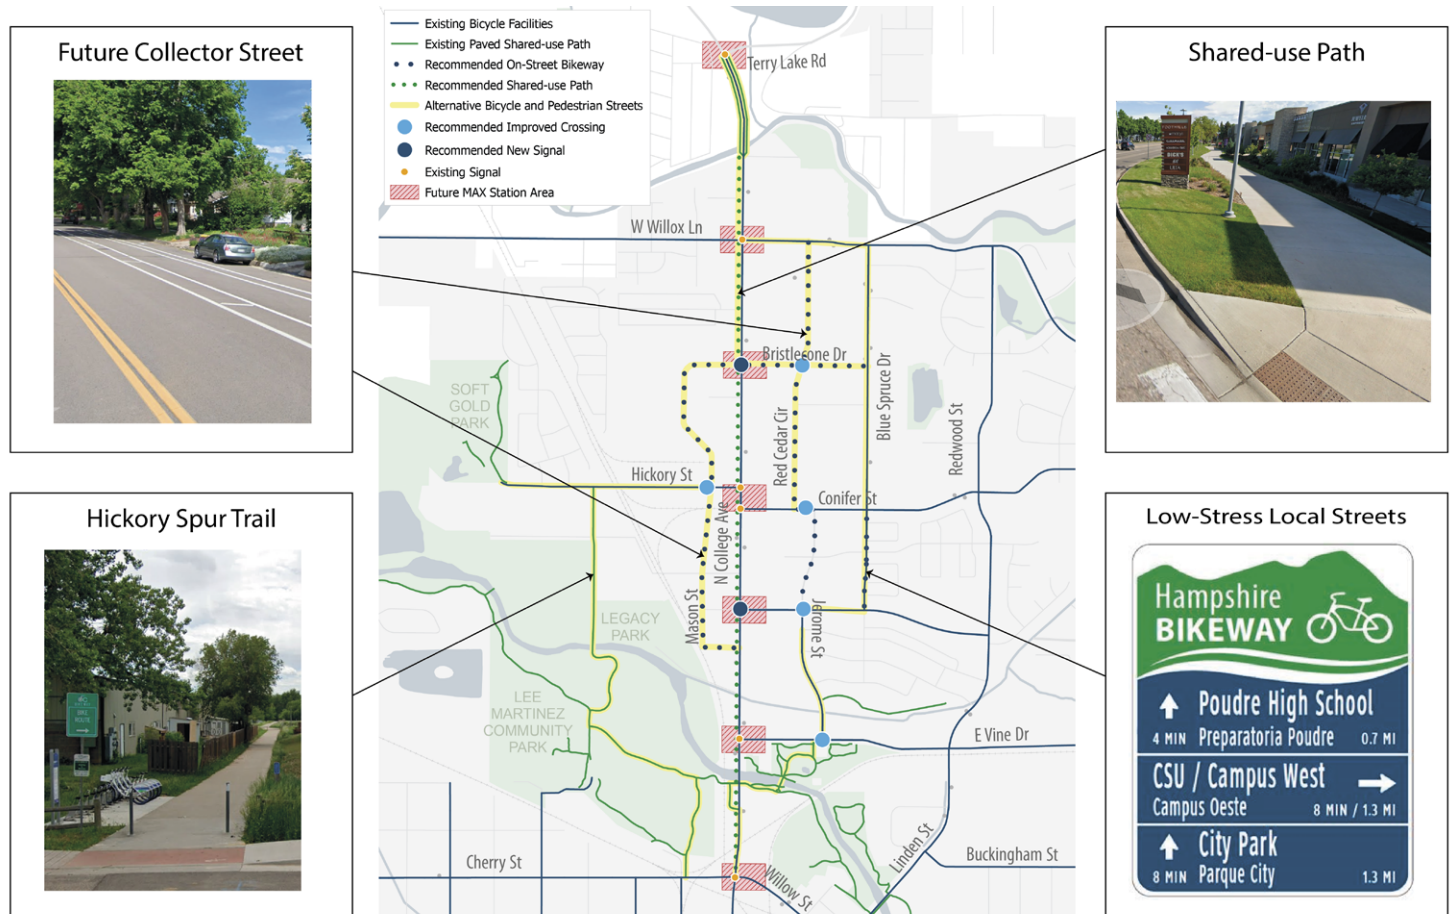 Future Collector Street
Hickory Spur Trail
Existing Bicycle Facilities
Existing Paved Shared-use Path
Recommended On-Street Bikeway
Recommended Shared-use Path
Alternative Bicycle and Pedestrian Streets
Recommended Improved Crossing
Recommended New Signal
Existing Signal
Future MAX Station Area
Terry Lake Rd
W Willox Ln
Bristlecone Dr
SOFT
GOLD
PARK
Blue Spruce Dr
Red Cedar Cir
Redwood St
Hickory St
Conifer St
N College Ave
Mason St
Jerome St
LEGACY
PARK
LEE
MARTINEZ
COMMUNITY
PARK
E Vine Dr
Cherry St
Willow St
Linden St
Buckingham St
Shared-use Path
Low-Stress Local Streets
Hampshire
BIKEWAY
Poudre High School
4 MIN Preparatoria Poudre 0.7 MI
CSU / Campus West
Campus Oeste 8 MIN / 1.3 MI
City Park
8 MIN Parque City 1.3 MI